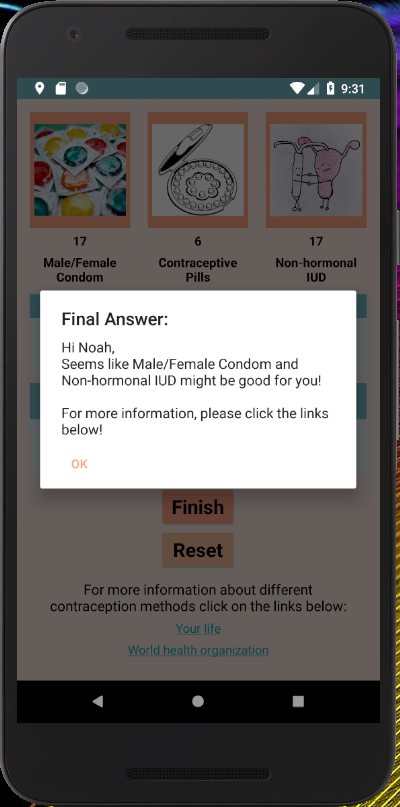 9:31
17
6
17
Male/Female
Condom
Contraceptive
Pills
Non-hormonal
IUD
Final Answer:
Hi Noah,
Seems like Male/Female Condom and
Non-hormonal IUD might be good for you!
For more information, please click the links
below!
OK
Finish
Reset
For more information about different
contraception methods click on the links below:
Your life
World health organization